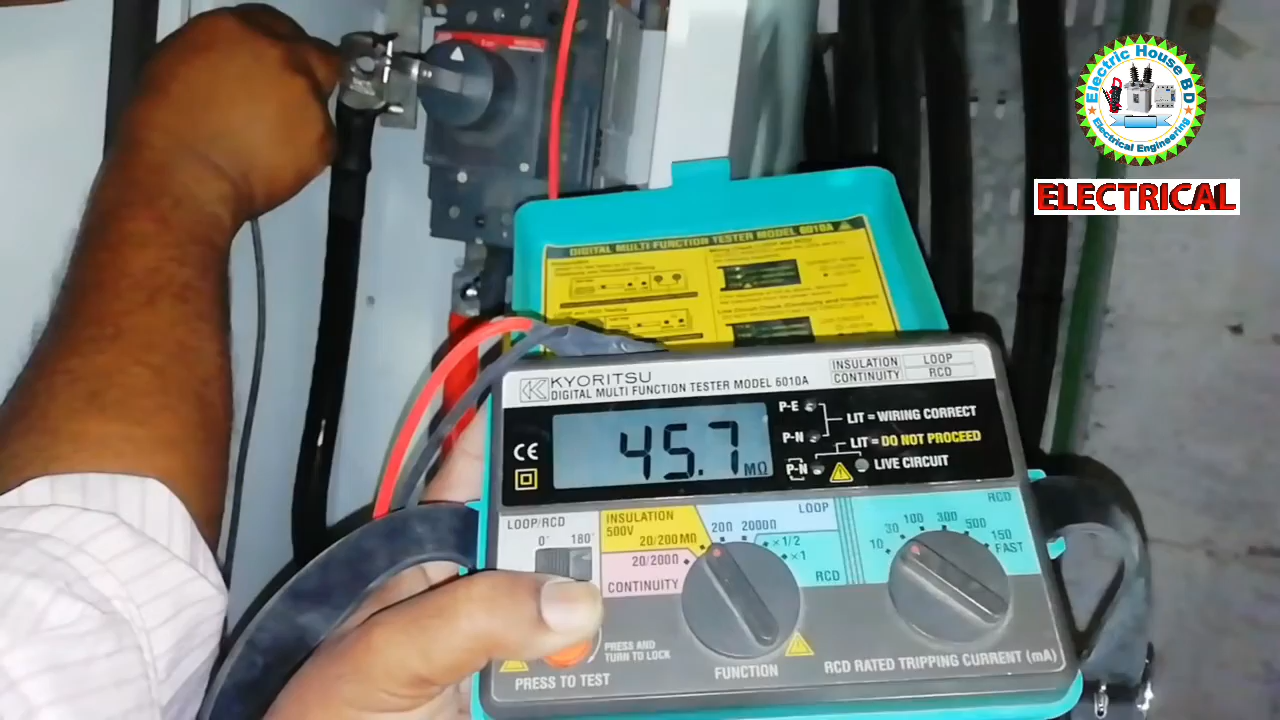 Electric House BD
Electrical Engineering
ELECTRICAL
DIGITAL MULTI FUNCTION TESTER MODEL 6010A
KYORITSU
DIGITAL MULTI FUNCTION TESTER MODEL 6010A
INSULATION
CONTINUITY
LOOP
RCD
CE
45.7
MΩ
P-E
P-N
P-N
LIT = WIRING CORRECT
LIT = DO NOT PROCEED
LIVE CIRCUIT
LOOP/RCD
0° 180°
INSULATION
500V
20/200 MΩ
20/200Ω
CONTINUITY
20Ω 2000Ω
LOOP
×1/2
×1
RCD
RCD
10
30
100
300
500
150
FAST
PRESS AND
TURN TO LOCK
PRESS TO TEST
FUNCTION
RCD RATED TRIPPING CURRENT (mA)